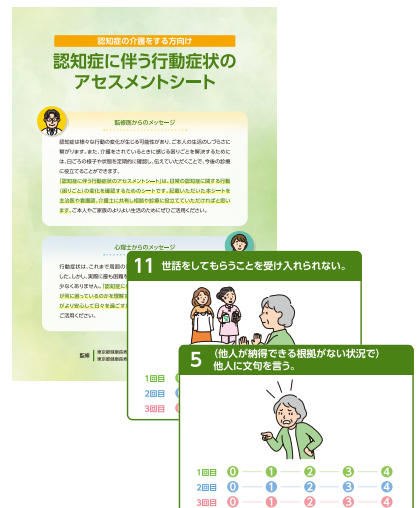 認知症の介護をする方向け
認知症に伴う行動症状の
アセスメントシート
監修医からのメッセージ
認知症は様々な行動の変化が生じる可能性があり、ご本人の生活のしづらさに
繋がります。また、介護をされているときに感じる困りごとを解決するために
は、日ごろの様子や状態を定期的に確認し、伝えていただくことで、今後の診療
に役立てることができます。
「認知症に伴う行動症状のアセスメントシート」は、日常の認知症に関する行動
(困りごと)の変化を確認するためのシートです。記載いただいた本シートを
主治医や看護師、介護士に共有し相談や診療に役立てていただければと思い
ます。ご本人やご家族のよりよい生活のためにぜひご活用ください。
心理士からのメッセージ
行動症状は、これまで周囲の
した。しかし、実際に最も困難を
少なくありません。「認知症に
が何に困っているのかを理解す
がより安心して日々を過ごす
ご活用ください。
監修
東京都健康長寿
東京都健康長寿
11 世話をしてもらうことを受け入れられない。
1回目
2回目
3回目
5 (他人が納得できる根拠がない状況で)
他人に文句を言う。
1回目 0 1 2 3 4
2回目 0 1 2 3 4
3回目 0 1 2 3 4